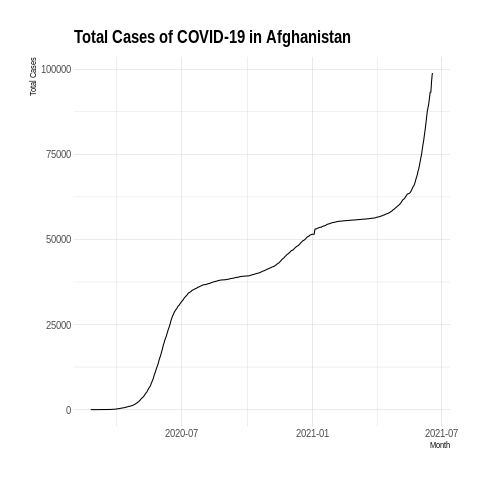 Total Cases of COVID-19 in Afghanistan
Total Cases
100000
75000
50000
25000
0
2020-07
2021-01
2021-07
Month